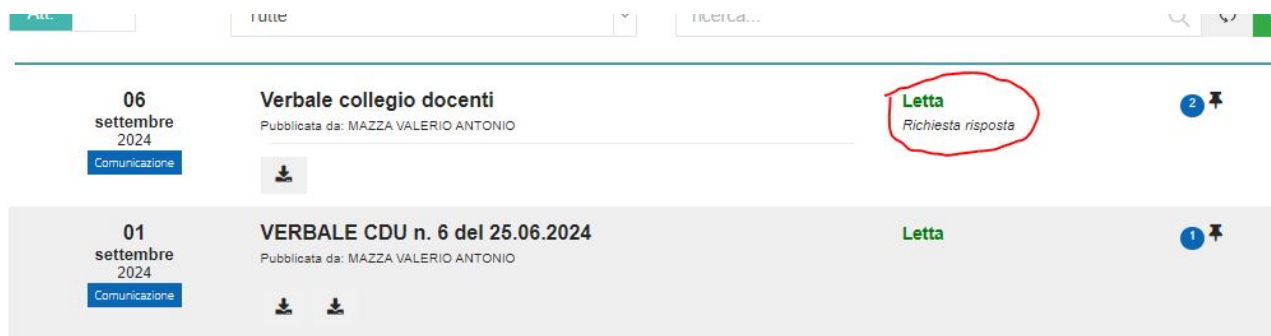 Att.
Tutte
ricerca...
06
settembre
2024
Comunicazione
Verbale collegio docenti
Pubblicata da: MAZZA VALERIO ANTONIO
Letta
Richiesta risposta
2
01
settembre
2024
Comunicazione
VERBALE CDU n. 6 del 25.06.2024
Pubblicata da: MAZZA VALERIO ANTONIO
Letta
1